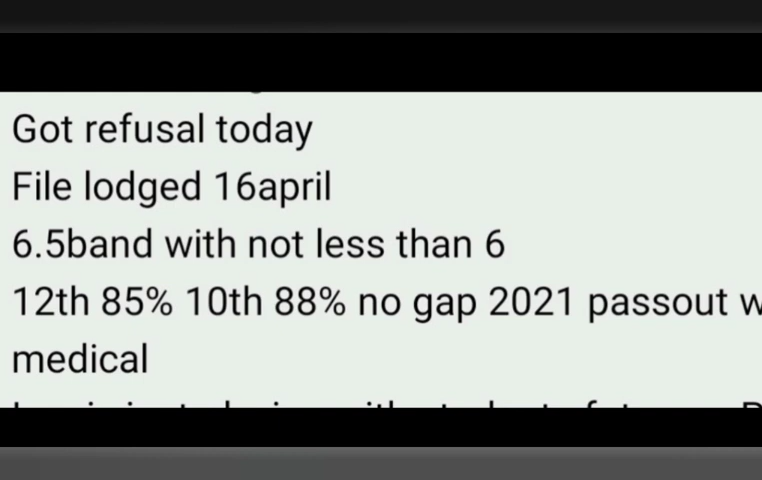 Got refusal today
File lodged 16april
6.5band with not less than 6
12th 85% 10th 88% no gap 2021 passout
medical